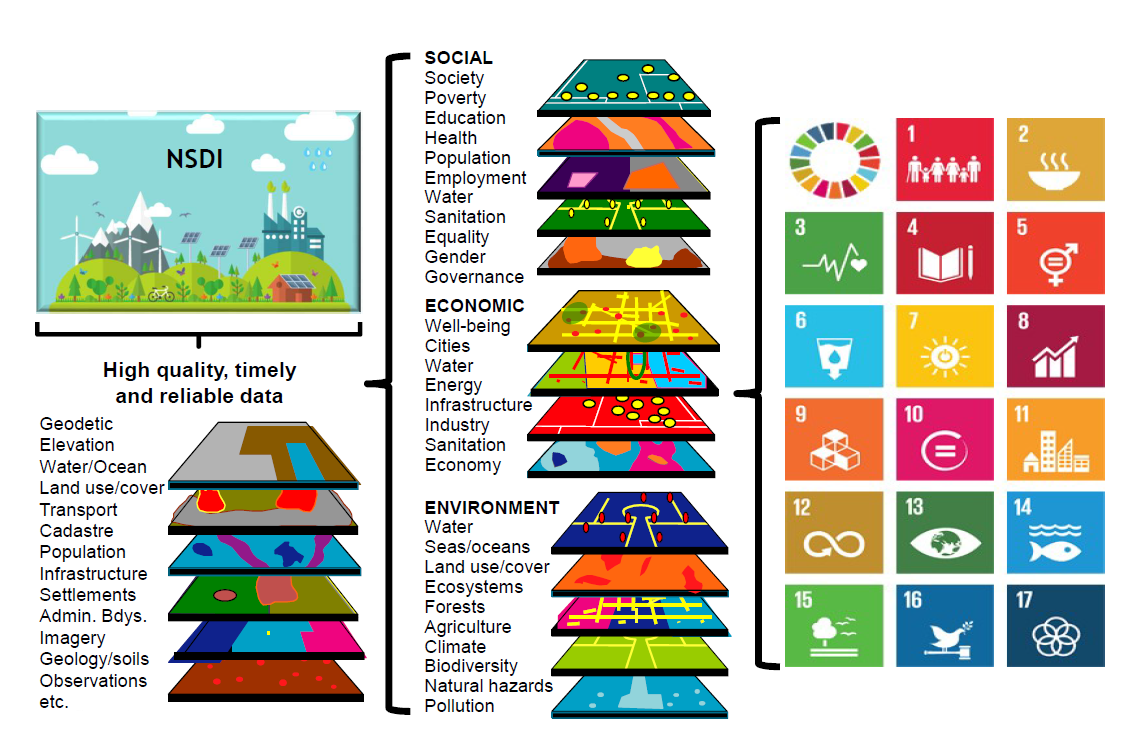 NSDI
High quality, timely
and reliable data
Geodetic
Elevation
Water/Ocean
Land use/cover
Transport
Cadastre
Population
Infrastructure
Settlements
Admin. Bdys.
Imagery
Geology/soils
Observations
etc.
SOCIAL
Society
Poverty
Education
Health
Population
Employment
Water
Sanitation
Equality
Gender
Governance
ECONOMIC
Well-being
Cities
Water
Energy
Infrastructure
Industry
Sanitation
Economy
ENVIRONMENT
Water
Seas/oceans
Land use/cover
Ecosystems
Forests
Agriculture
Climate
Biodiversity
Natural hazards
Pollution
1
2
3
4
5
6
7
8
9
10
11
12
13
14
15
16
17